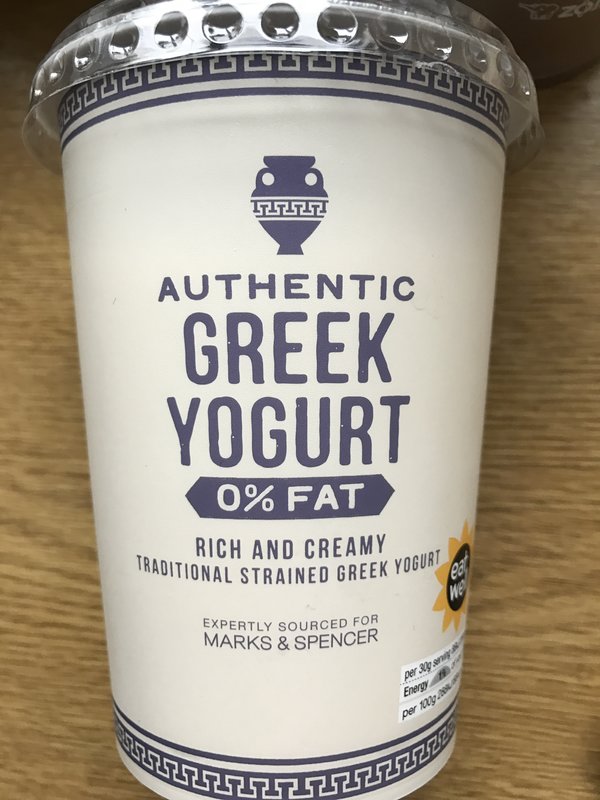 AUTHENTIC
GREEK
YOGURT
0% FAT
RICH AND CREAMY
TRADITIONAL STRAINED GREEK YOGURT
eat
well
EXPERTLY SOURCED FOR
MARKS & SPENCER
per 30g serving
Energy
per 100g